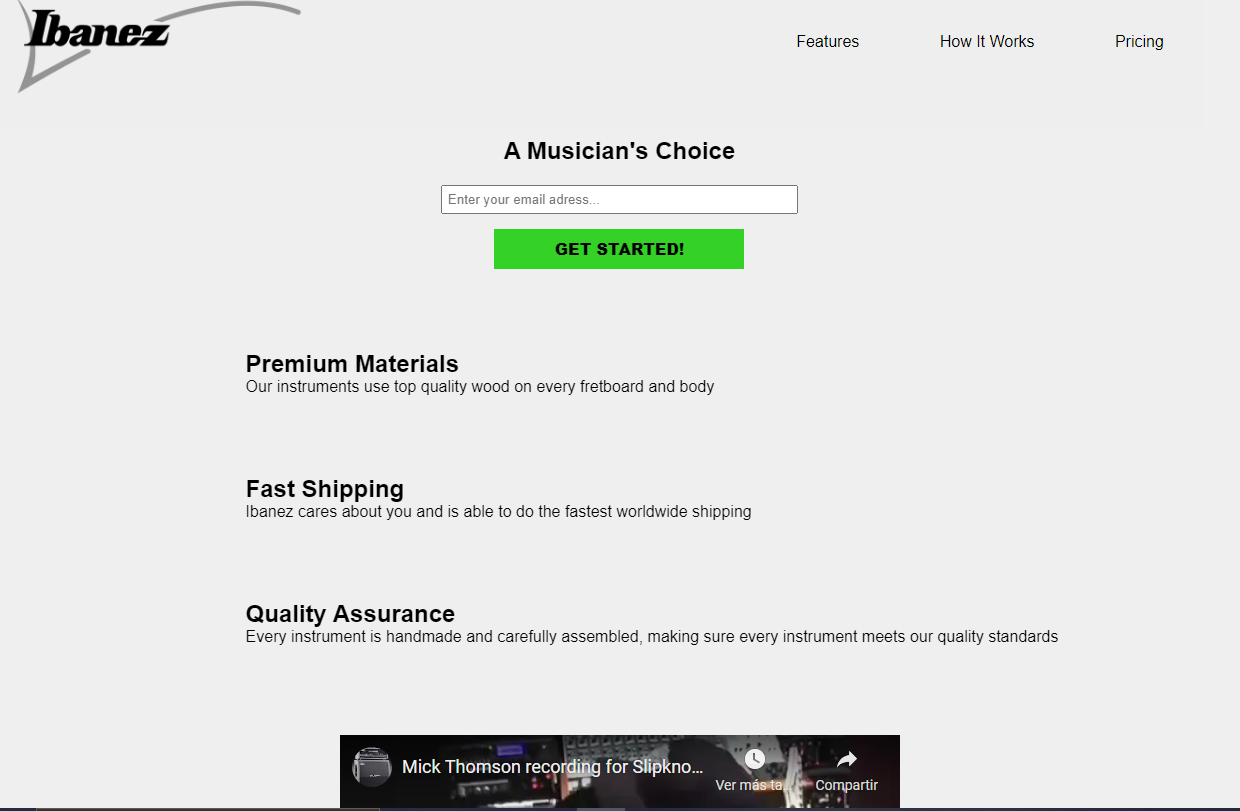 Ibanez
Features
How It Works
Pricing
A Musician's Choice
Enter your email adress...
GET STARTED!
Premium Materials
Our instruments use top quality wood on every fretboard and body
Fast Shipping
Ibanez cares about you and is able to do the fastest worldwide shipping
Quality Assurance
Every instrument is handmade and carefully assembled, making sure every instrument meets our quality standards
Mick Thomson recording for Slipkno...
Ver más ta...
Compartir